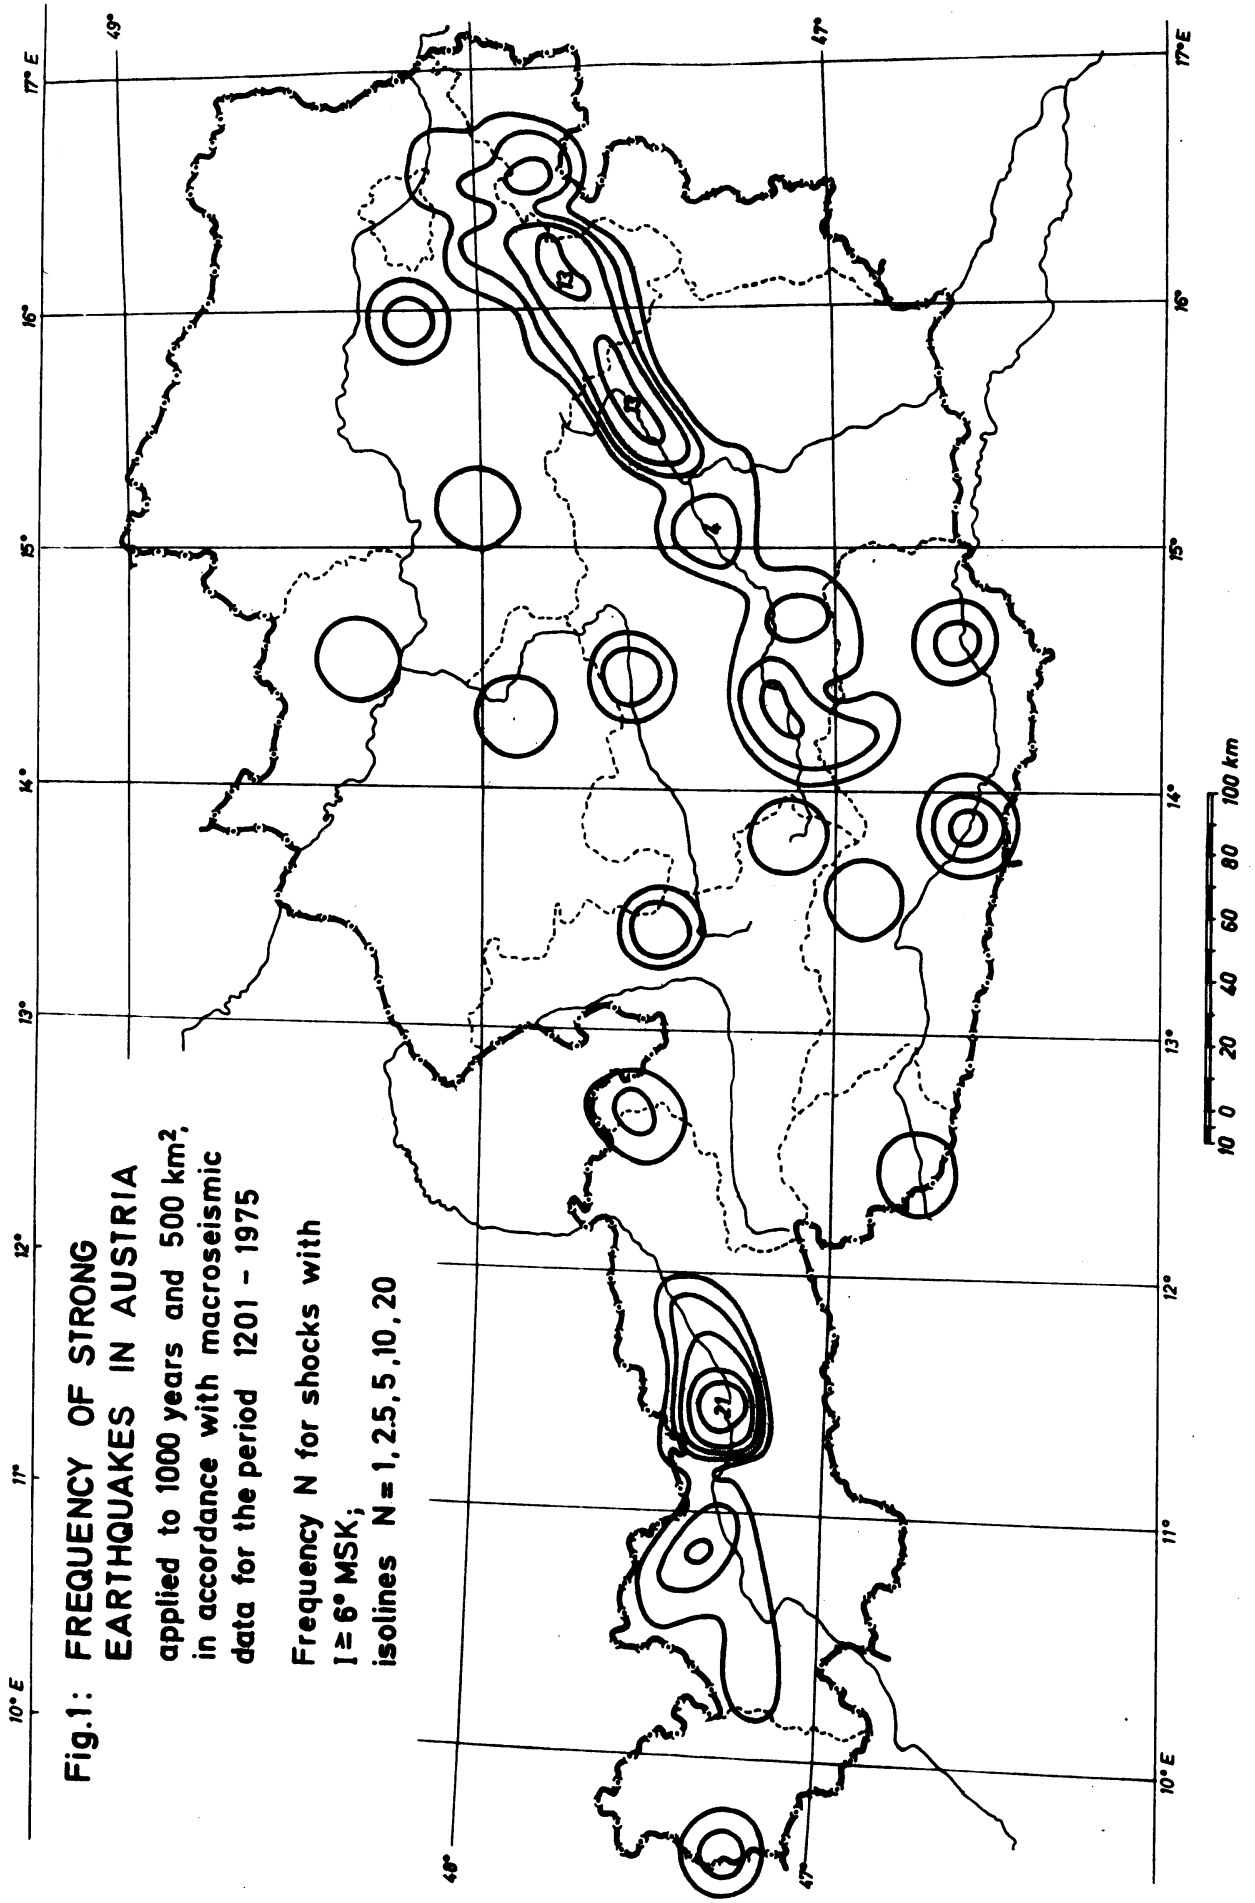 Fig.1: FREQUENCY OF STRONG
EARTHQUAKES IN AUSTRIA
applied to 1000 years and 500 km²,
in accordance with macroseismic
data for the period 1201 – 1975
Frequency N for shocks with
I ≥ 6° MSK;
isolines N = 1, 2.5, 5, 10, 20
10° E
11°
12°
13°
14°
15°
16°
17° E
49°
48°
47°
47°
21
4
13
13
10° E
11°
12°
13°
14°
15°
16°
17° E
10 0 20 40 60 80 100 km